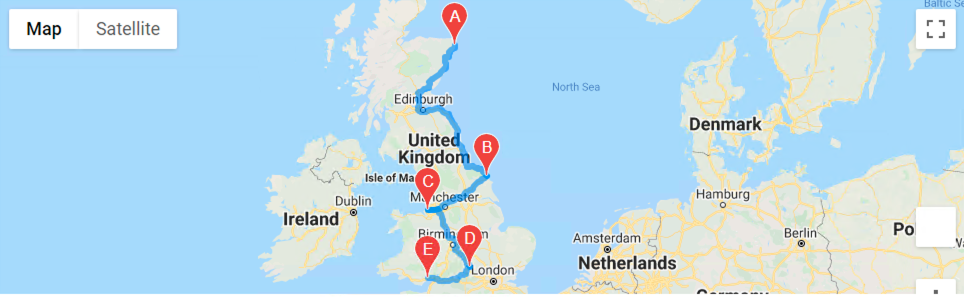 Map
Satellite
A
North Sea
Edinburgh
Denmark
United
Kingdom
B
Isle of Ma
C
Manchester
Hamburg
Dublin
Ireland
Birmingham
D
E
Amsterdam
Berlin
Netherlands
London
Germany
Baltic Se
Po